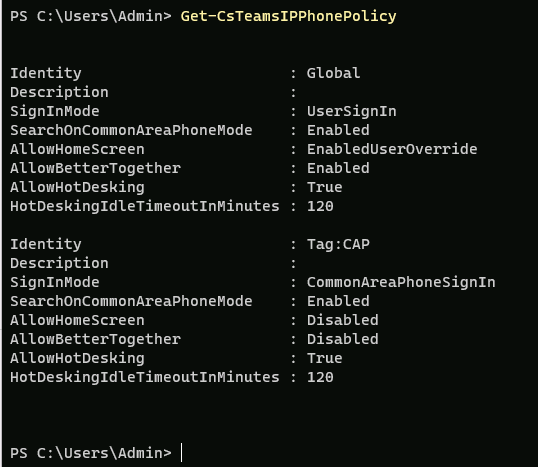 PS C:\Users\Admin> Get-CsTeamsIPPhonePolicy
Identity                       : Global
Description                    :
SignInMode                     : UserSignIn
SearchOnCommonAreaPhoneMode    : Enabled
AllowHomeScreen                : EnabledUserOverride
AllowBetterTogether            : Enabled
AllowHotDesking                : True
HotDeskingIdleTimeoutInMinutes : 120
Identity                       : Tag:CAP
Description                    :
SignInMode                     : CommonAreaPhoneSignIn
SearchOnCommonAreaPhoneMode    : Enabled
AllowHomeScreen                : Disabled
AllowBetterTogether            : Disabled
AllowHotDesking                : True
HotDeskingIdleTimeoutInMinutes : 120
PS C:\Users\Admin>